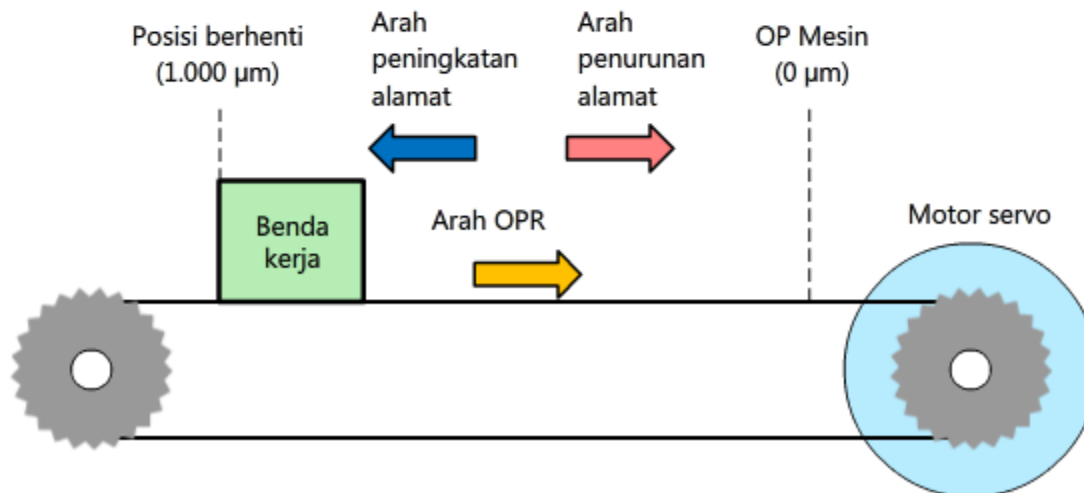 Posisi berhenti
(1.000 µm)
Arah
peningkatan
alamat
Arah
penurunan
alamat
OP Mesin
(0 µm)
Benda
kerja
Arah OPR
Motor servo